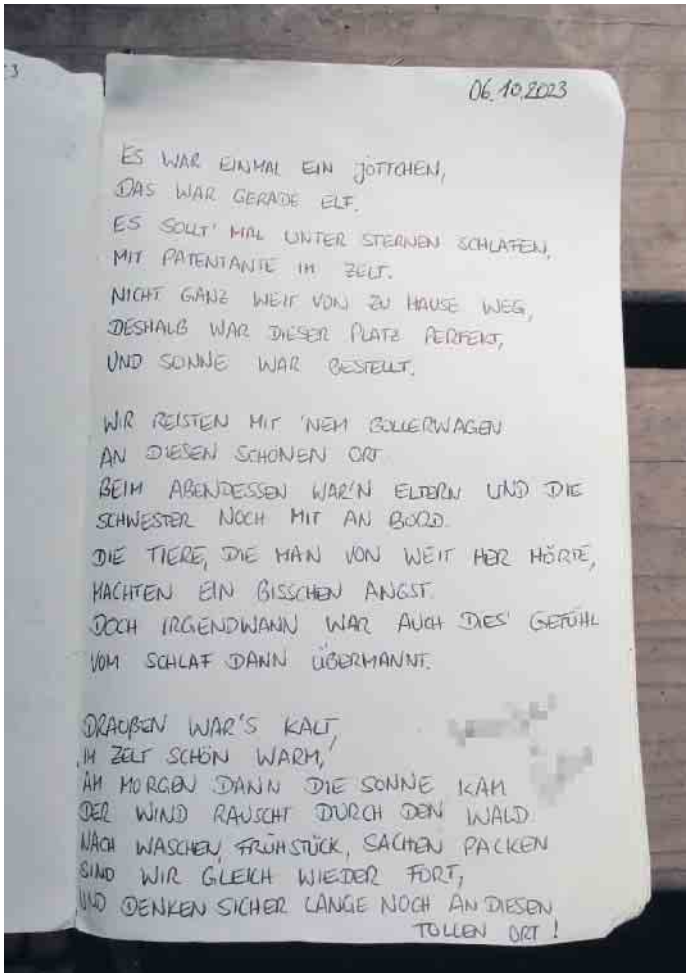 3
06.10.2023
ES WAR EINMAL EIN JÖTTCHEN,
DAS WAR GERADE ELF.
ES SOLLT' MAL UNTER STERNEN SCHLAFEN,
MIT PATENTANTE IM ZELT.
NICHT GANZ WEIT VON ZU HAUSE WEG,
DESHALB WAR DIESER PLATZ PERFEKT,
UND SONNE WAR BESTELLT.
WIR REISTEN MIT 'NEM BOLLERWAGEN
AN DIESEN SCHÖNEN ORT.
BEIM ABENDESSEN WAR'N ELTERN UND DIE
SCHWESTER NOCH MIT AN BORD.
DIE TIERE, DIE MAN VON WEIT HER HÖRTE,
MACHTEN EIN BISSCHEN ANGST.
DOCH IRGENDWANN WAR AUCH DIES' GEFÜHL
VOM SCHLAF DANN ÜBERMANNT.
DRAUßEN WAR'S KALT,
IM ZELT SCHÖN WARM,
AM MORGEN DANN DIE SONNE KAM
DER WIND RAUSCHT DURCH DEN WALD.
NACH WASCHEN, FRÜHSTÜCK, SACHEN PACKEN
SIND WIR GLEICH WIEDER FORT,
UND DENKEN SICHER LANGE NOCH AN DIESEN
TOLLEN ORT!